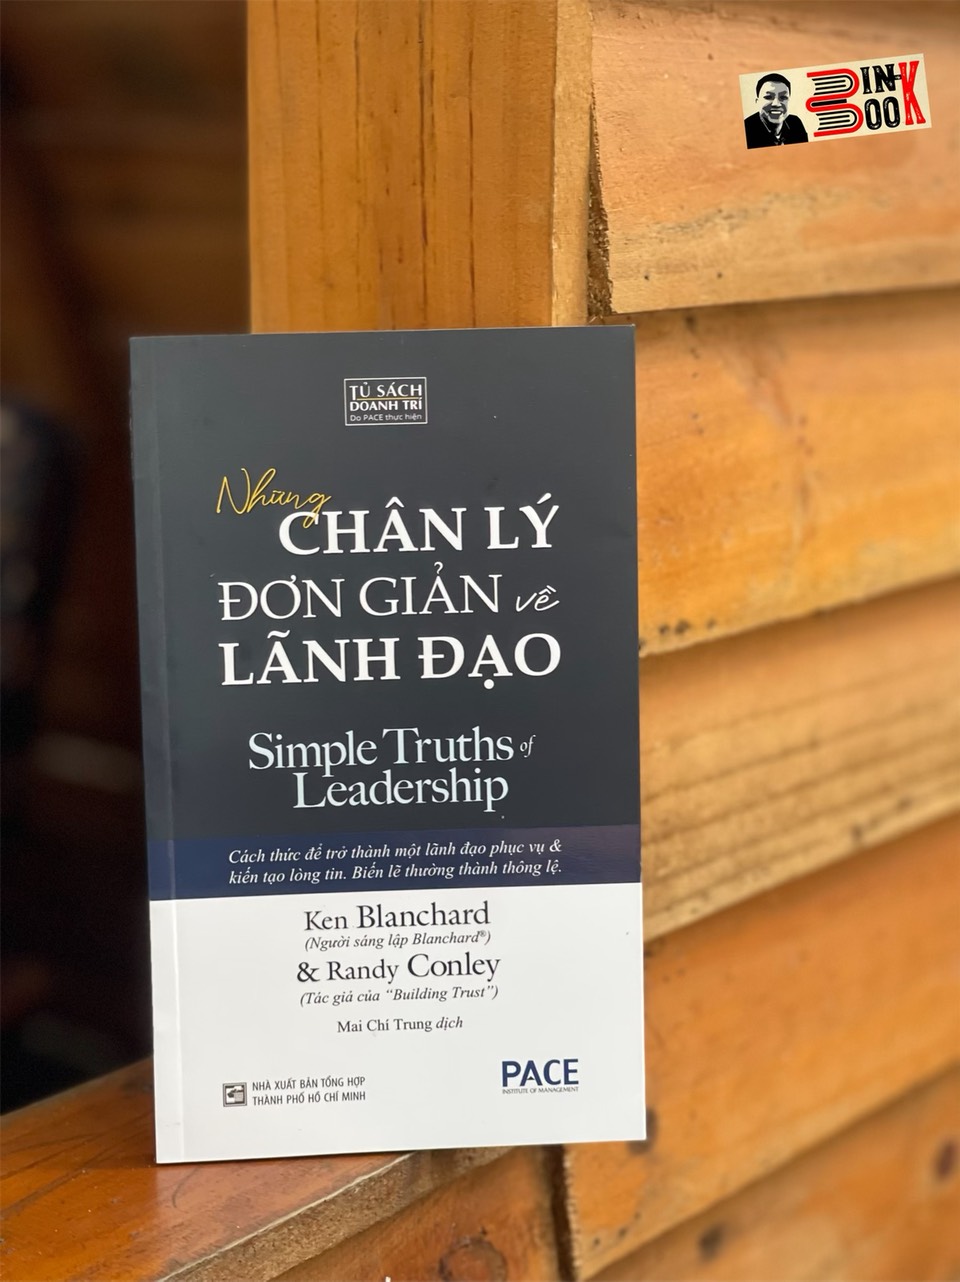 BIN-
BOOK
TỦ SÁCH
DOANH TRÍ
Do PACE thực hiện
Những
CHÂN LÝ
ĐƠN GIẢN về
LÃNH ĐẠO
Simple Truths of
Leadership
Cách thức để trở thành một lãnh đạo phục vụ &
kiến tạo lòng tin. Biến lẽ thường thành thông lệ.
Ken Blanchard
(Người sáng lập Blanchard®)
& Randy Conley
(Tác giả của “Building Trust”)
Mai Chí Trung dịch
NHÀ XUẤT BẢN TỔNG HỢP
THÀNH PHỐ HỒ CHÍ MINH
PACE
INSTITUTE OF MANAGEMENT